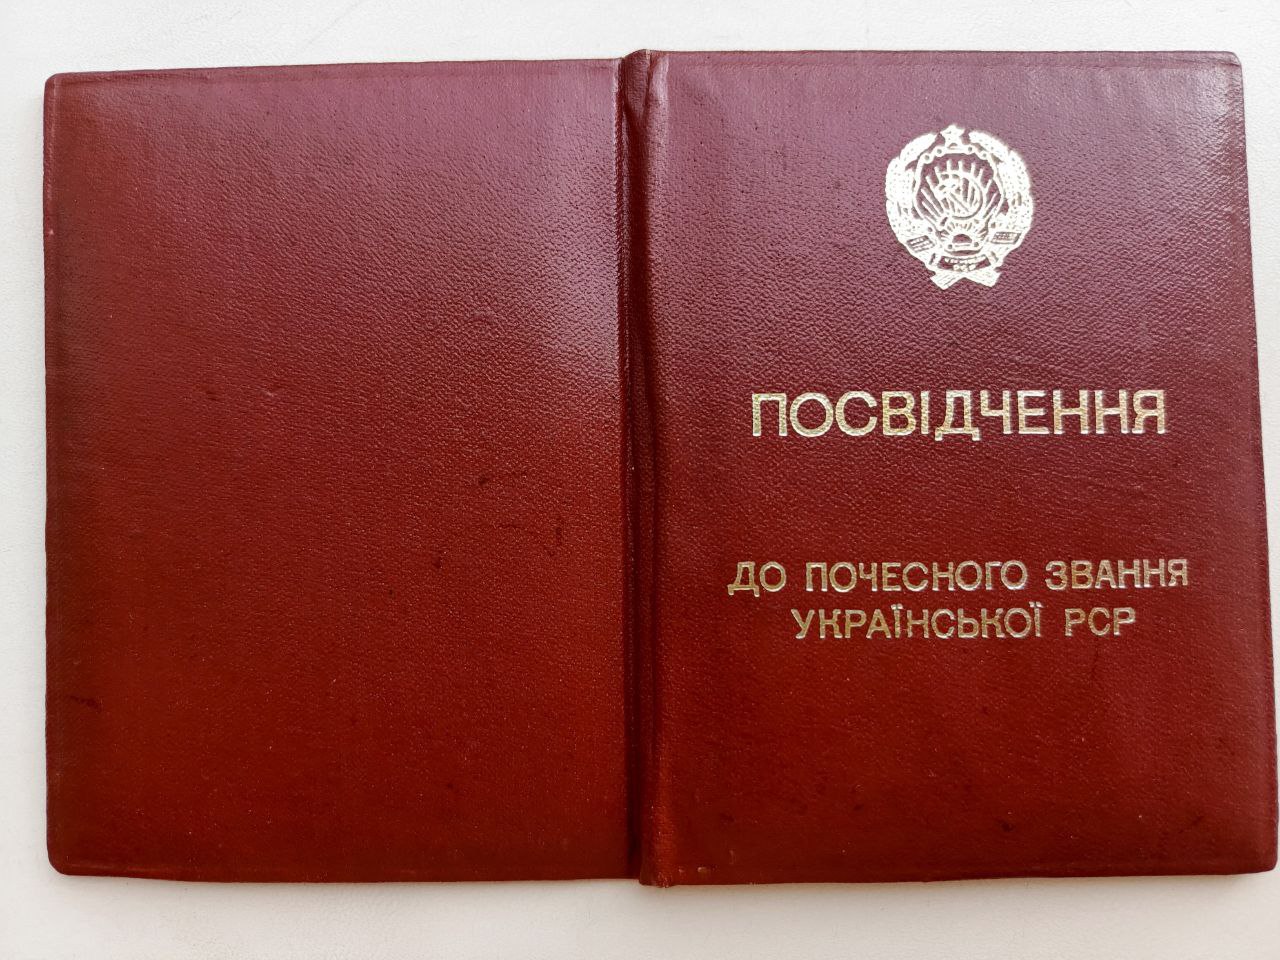 ПОСВІДЧЕННЯ
ДО ПОЧЕСНОГО ЗВАННЯ
УКРАЇНСЬКОЇ РСР